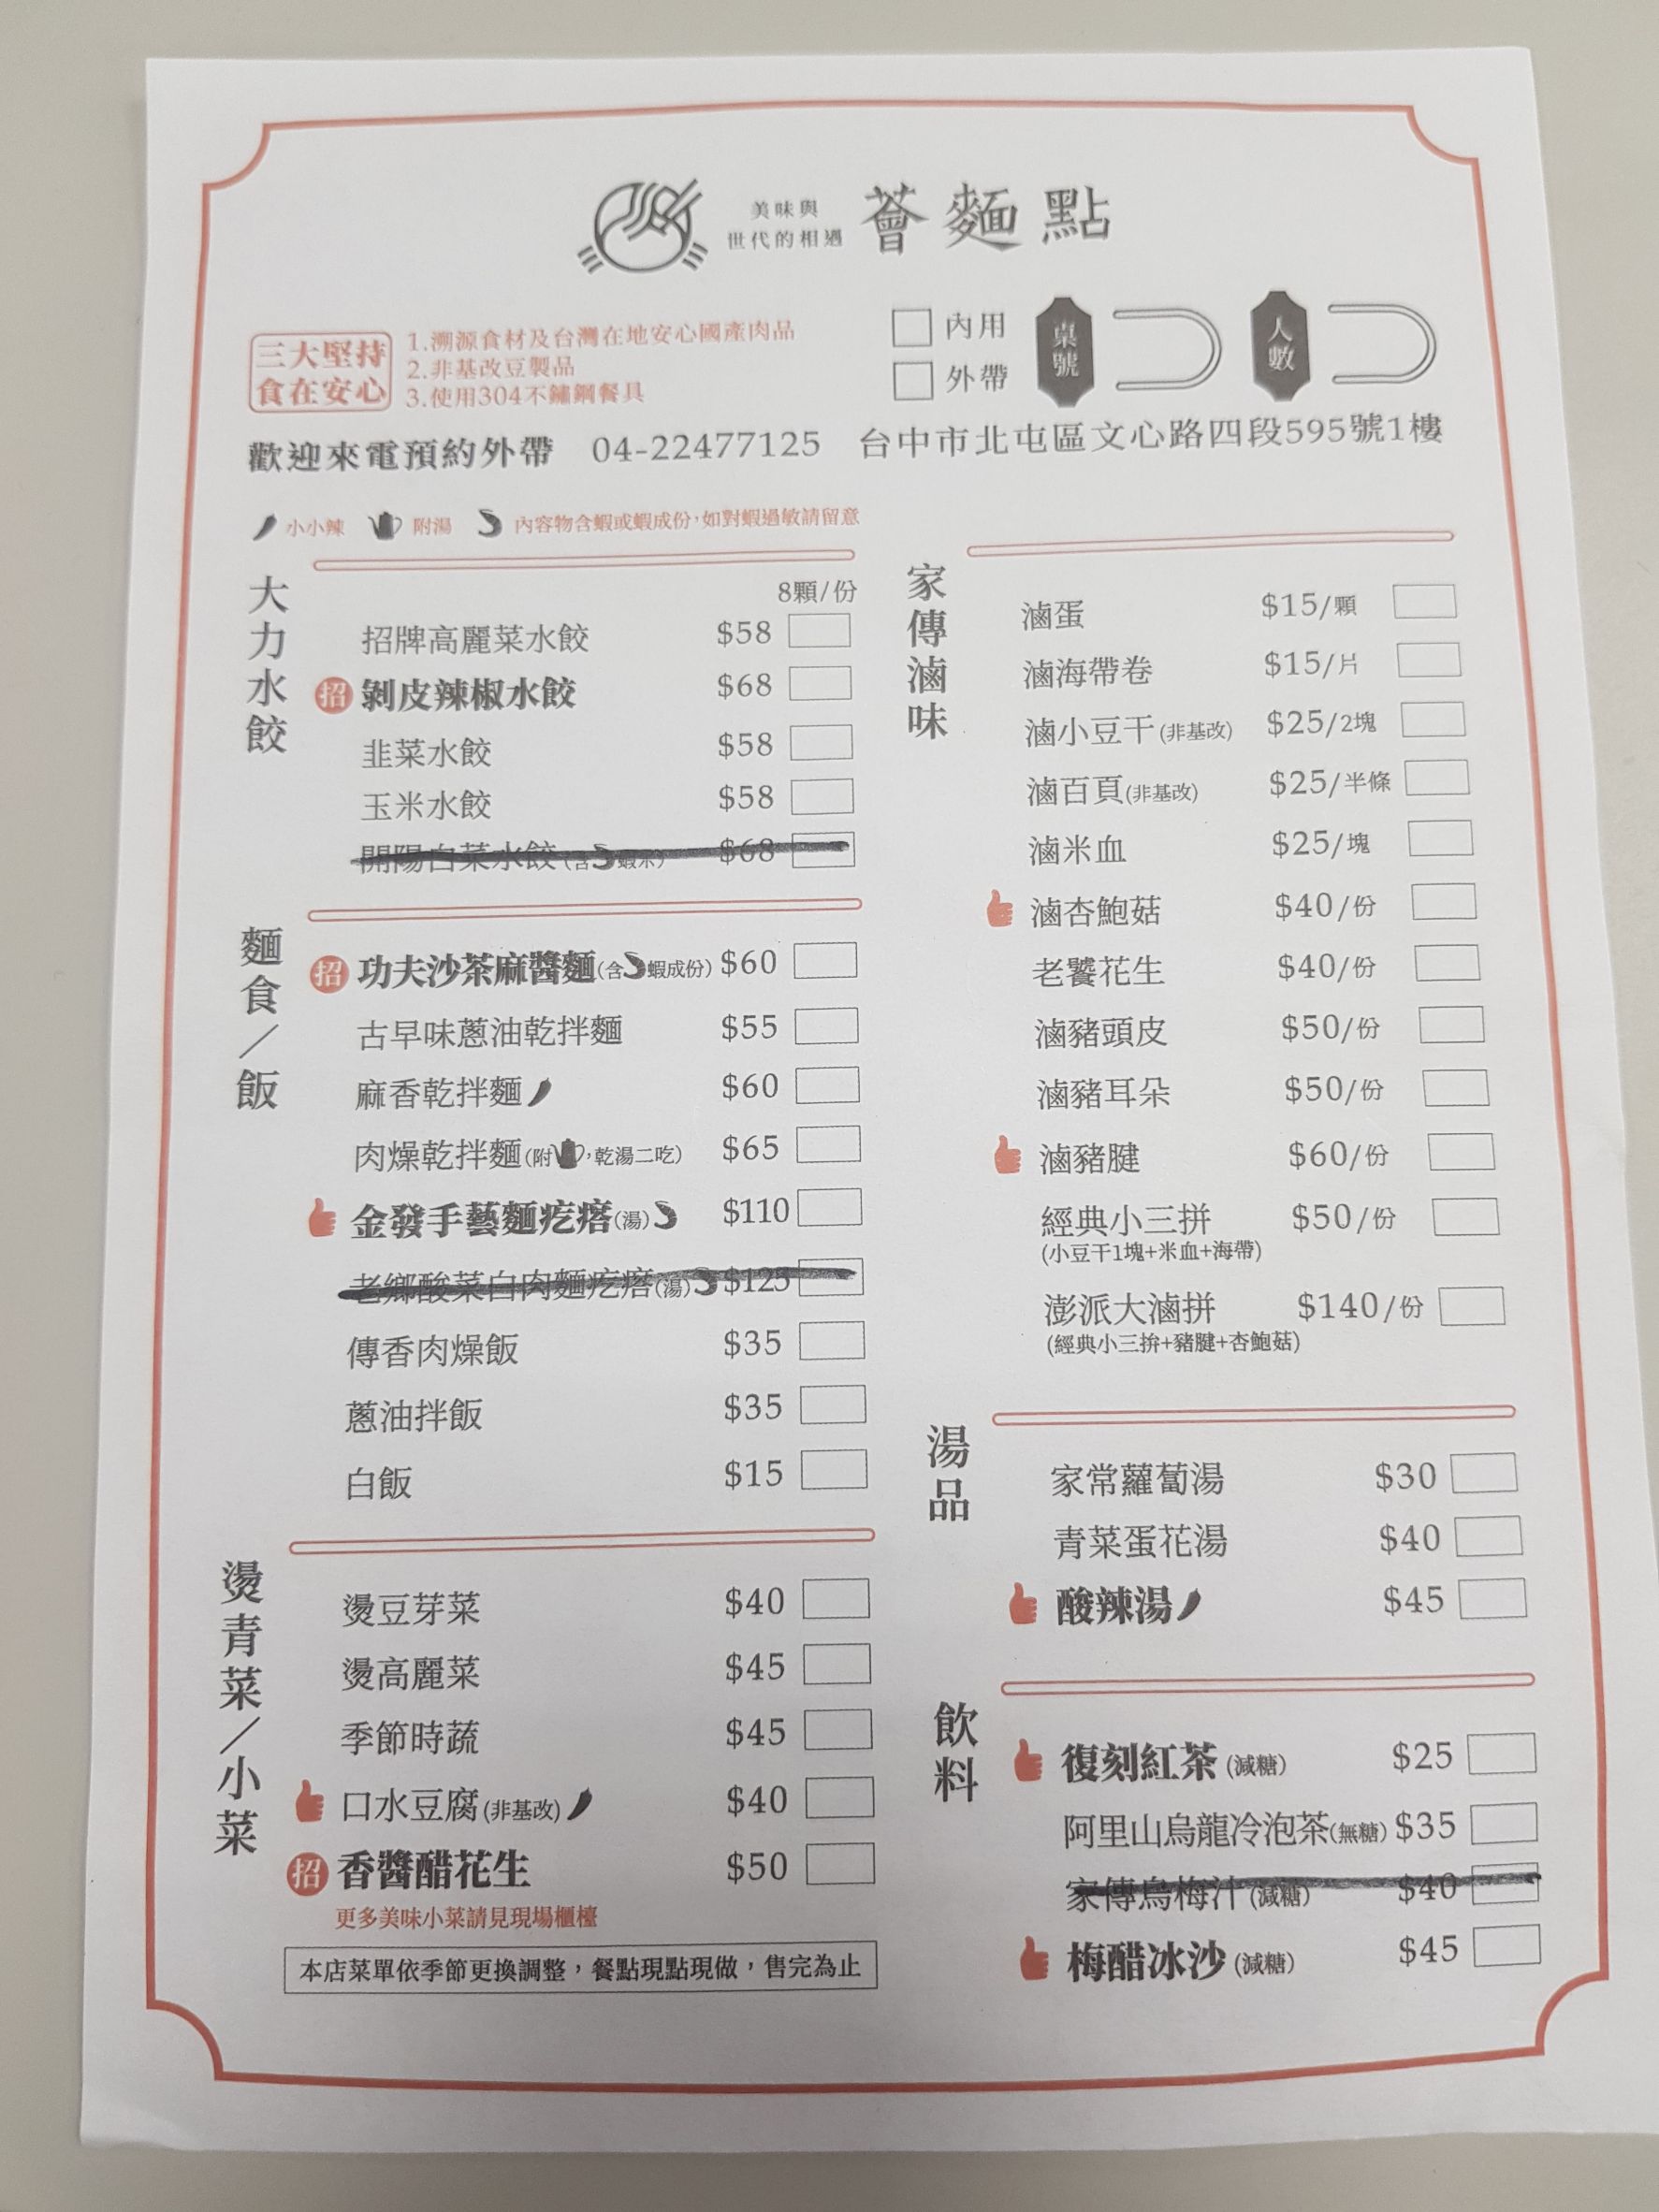 美味與
世代的相遇
薈麵點
三大堅持
食在安心
1.溯源食材及台灣在地安心國產肉品
2.非基改豆製品
3.使用304不鏽鋼餐具
內用
外帶
桌號
人數
歡迎來電預約外帶 04-22477125 台中市北屯區文心路四段595號1樓
小小辣 附湯 內容物含蝦或蝦成份,如對蝦過敏請留意
大力水餃
8顆/份
招牌高麗菜水餃 $58
招 剝皮辣椒水餃 $68
韭菜水餃 $58
玉米水餃 $58
開陽白菜水餃(含蝦米) $68
麵食/飯
招 功夫沙茶麻醬麵(含蝦成份) $60
古早味蔥油乾拌麵 $55
麻香乾拌麵 $60
肉燥乾拌麵(附,乾湯二吃) $65
金發手藝麵疙瘩(湯) $110
老鄉酸菜白肉麵疙瘩(湯) $125
傳香肉燥飯 $35
蔥油拌飯 $35
白飯 $15
燙青菜/小菜
燙豆芽菜 $40
燙高麗菜 $45
季節時蔬 $45
口水豆腐(非基改) $40
招 香醬醋花生 $50
更多美味小菜請見現場櫃檯
本店菜單依季節更換調整,餐點現點現做,售完為止
家傳滷味
滷蛋 $15/顆
滷海帶卷 $15/片
滷小豆干(非基改) $25/2塊
滷百頁(非基改) $25/半條
滷米血 $25/塊
滷杏鮑菇 $40/份
老饕花生 $40/份
滷豬頭皮 $50/份
滷豬耳朵 $50/份
滷豬腱 $60/份
經典小三拼 $50/份
(小豆干1塊+米血+海帶)
澎派大滷拼 $140/份
(經典小三拚+豬腱+杏鮑菇)
湯品
家常蘿蔔湯 $30
青菜蛋花湯 $40
酸辣湯 $45
飲料
復刻紅茶(減糖) $25
阿里山烏龍冷泡茶(無糖) $35
家傳烏梅汁(減糖) $40
梅醋冰沙(減糖) $45